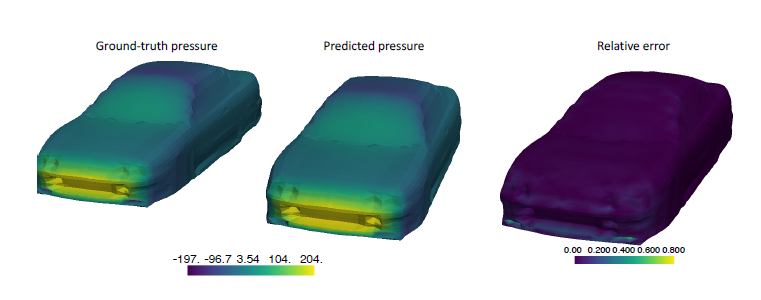 Ground-truth pressure
Predicted pressure
Relative error
0.00 0.200 0.400 0.600 0.800
-197. -96.7 3.54 104. 204.